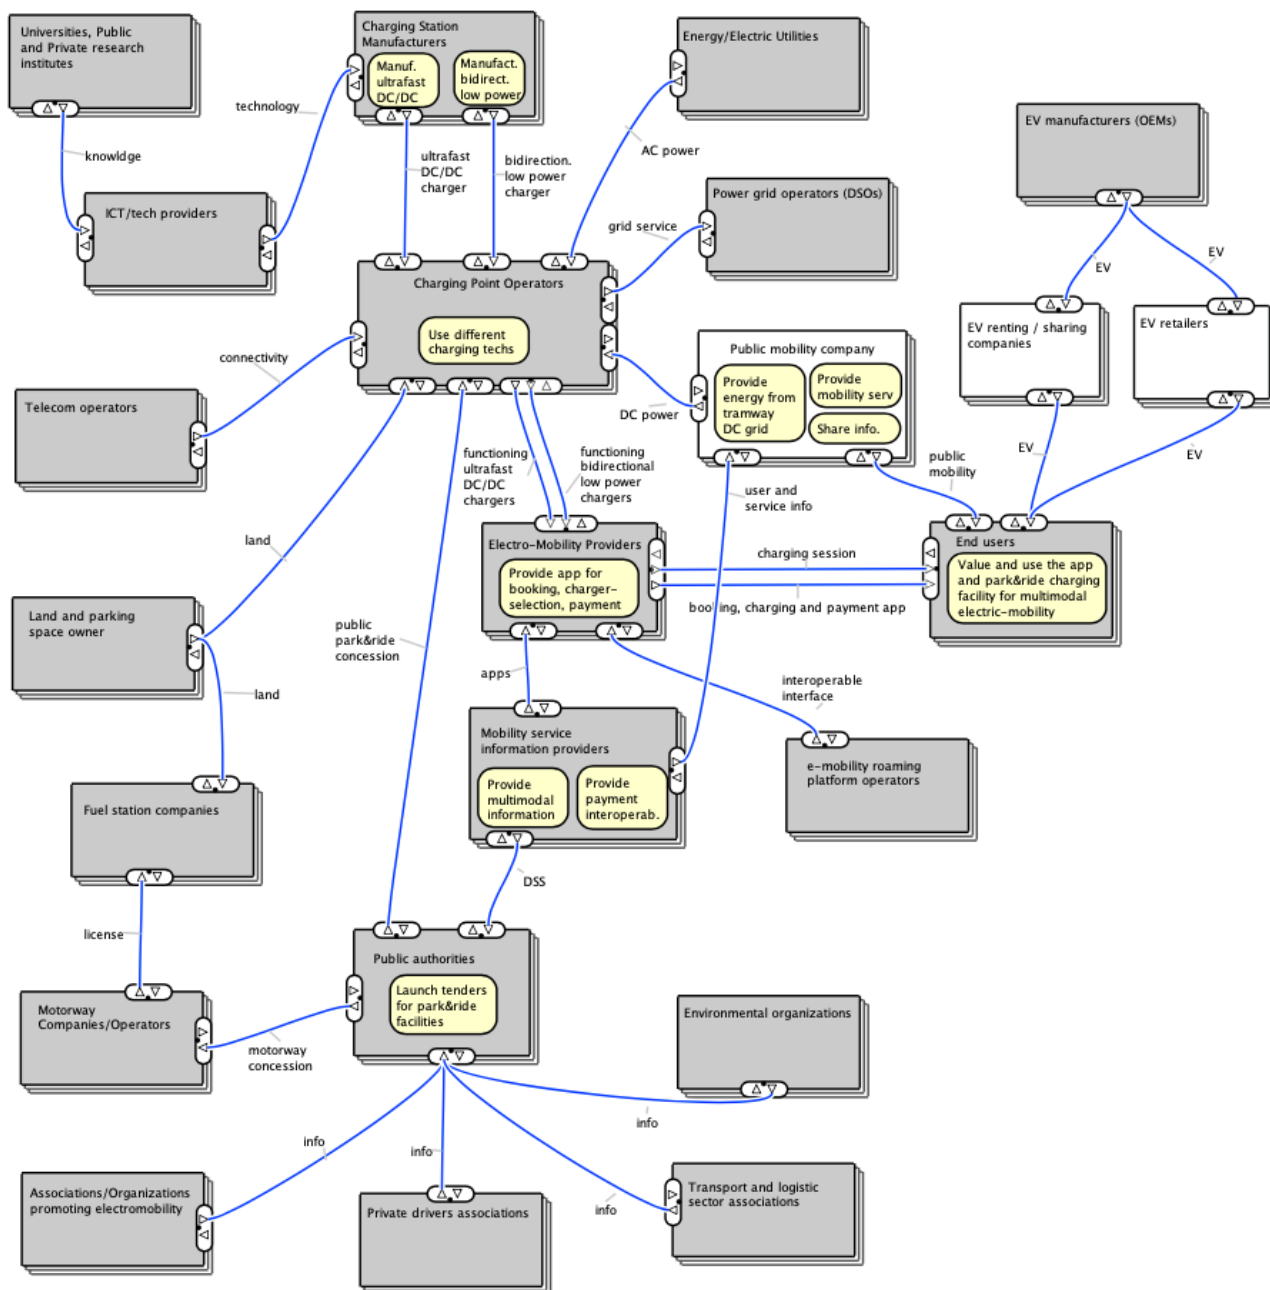 Universities, Public
and Private research
institutes
Charging Station
Manufacturers
Manuf.
ultrafast
DC/DC
Manufact.
bidirect.
low power
Energy/Electric Utilities
technology
EV manufacturers (OEMs)
knowldge
ultrafast
DC/DC
charger
bidirection.
low power
charger
AC power
ICT/tech providers
Power grid operators (DSOs)
grid service
EV
EV
Charging Point Operators
Use different
charging techs
EV renting / sharing
companies
EV retailers
connectivity
Public mobility company
Provide
energy from
tramway
DC grid
Provide
mobility serv
Share info.
Telecom operators
DC power
functioning
ultrafast
DC/DC
chargers
functioning
bidirectional
low power
chargers
public
mobility
EV
EV
user and
service info
land
Electro-Mobility Providers
Provide app for
booking, charger-
selection, payment
charging session
booking, charging and payment app
End users
Value and use the app
and park&ride charging
facility for multimodal
electric-mobility
Land and parking
space owner
public
park&ride
concession
apps
interoperable
interface
land
Mobility service
information providers
Provide
multimodal
information
Provide
payment
interoperab.
e-mobility roaming
platform operators
Fuel station companies
DSS
license
Public authorities
Launch tenders
for park&ride
facilities
Motorway
Companies/Operators
motorway
concession
Environmental organizations
info
info
info
info
Associations/Organizations
promoting electromobility
Private drivers associations
Transport and logistic
sector associations